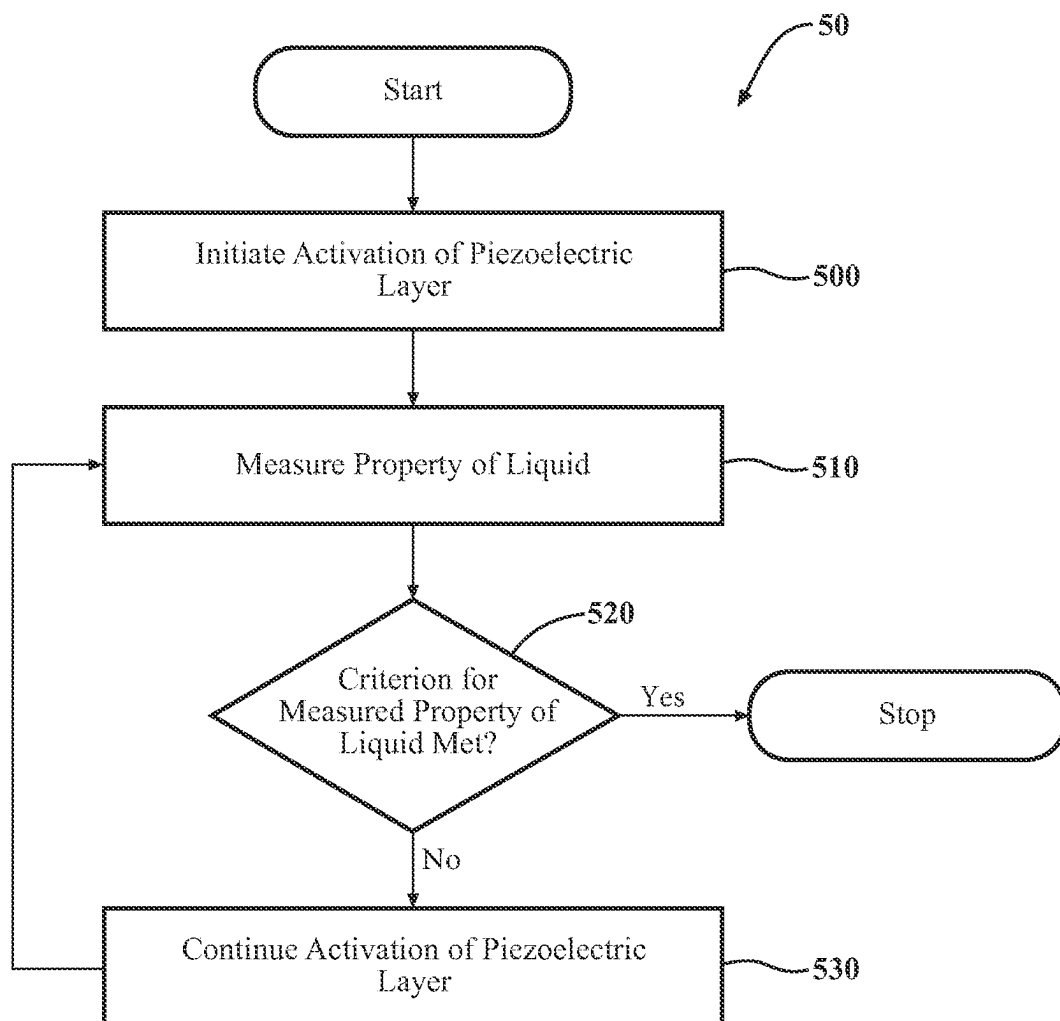 50
Start
Initiate Activation of Piezoelectric
Layer
500
Measure Property of Liquid
510
520
Criterion for
Measured Property of
Liquid Met?
Yes
Stop
No
Continue Activation of Piezoelectric
Layer
530